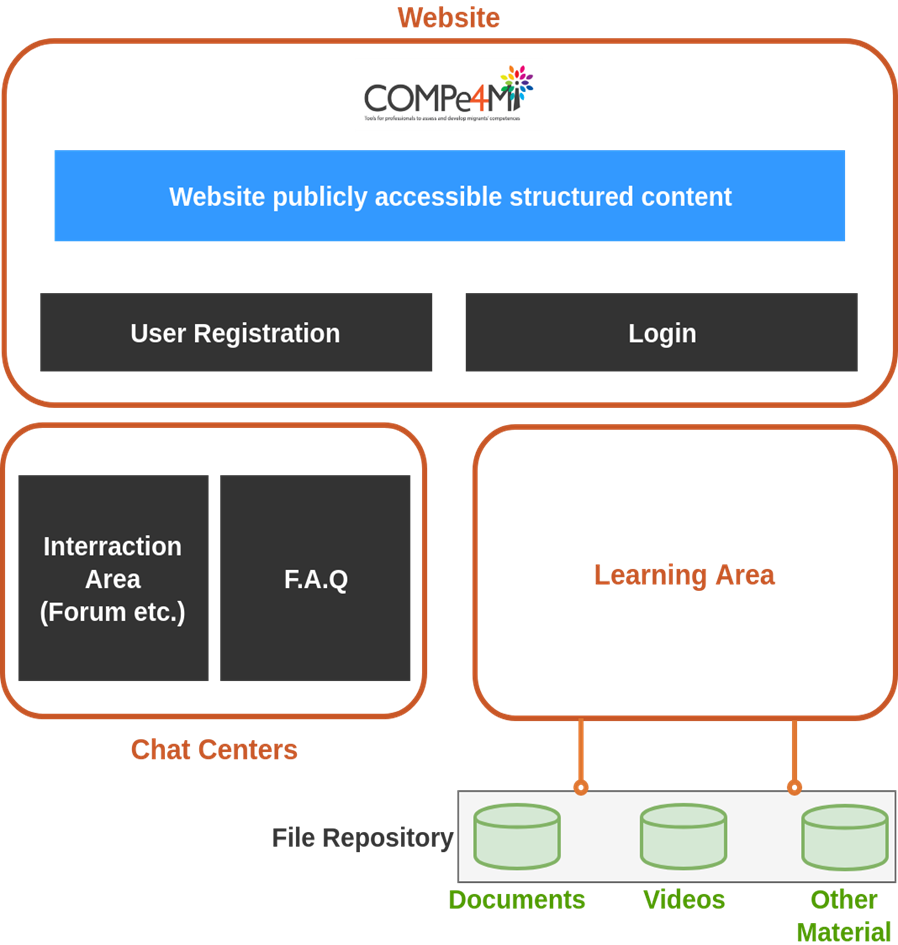 Website
COMPe4Mi
Tools for professionals to assess and develop migrants' competences
Website publicly accessible structured content
User Registration
Login
Interraction
Area
(Forum etc.)
F.A.Q
Learning Area
Chat Centers
File Repository
Documents
Videos
Other
Material